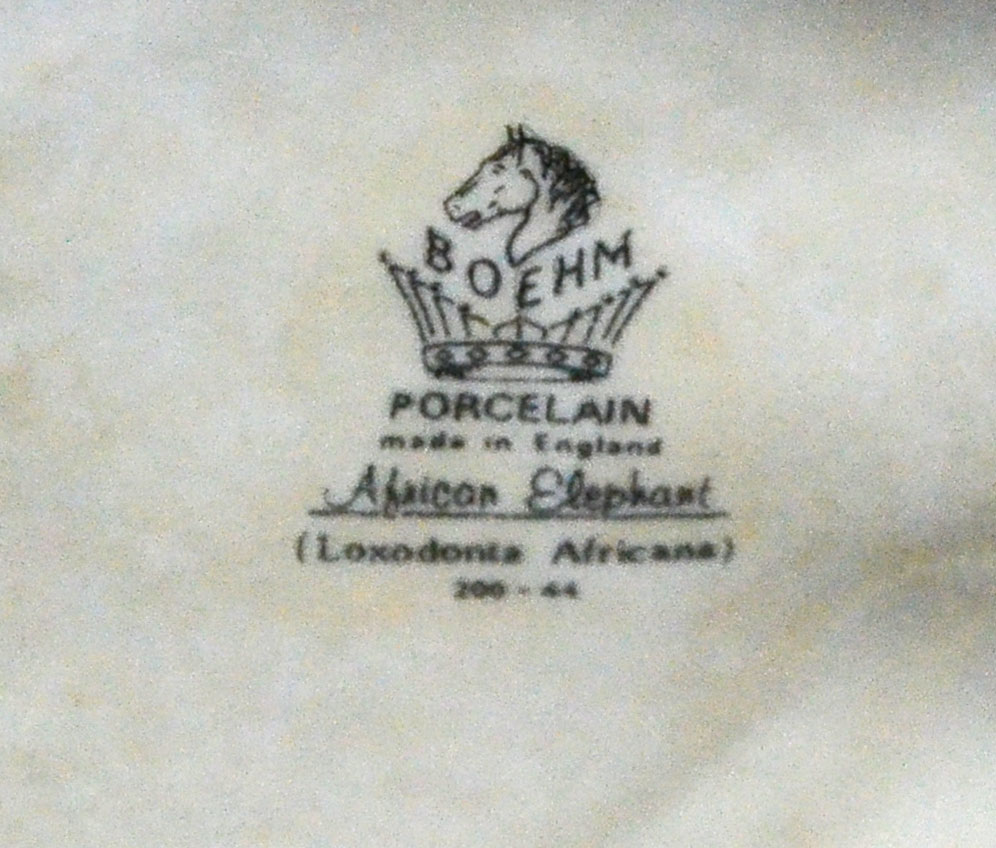 BOEHM
PORCELAIN
made in England
African Elephant
(Loxodonta Africana)
200 - 44